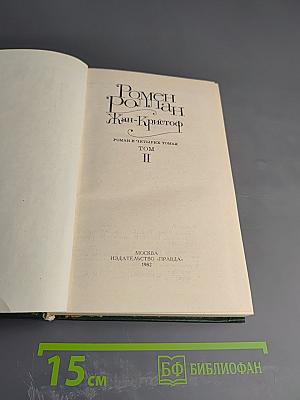 Ромен
Роллан
Жан-Кристоф
РОМАН В ЧЕТЫРЕХ ТОМАХ
ТОМ
II
МОСКВА
ИЗДАТЕЛЬСТВО «ПРАВДА»
1982
15 см
БФ БИБЛИОФАН